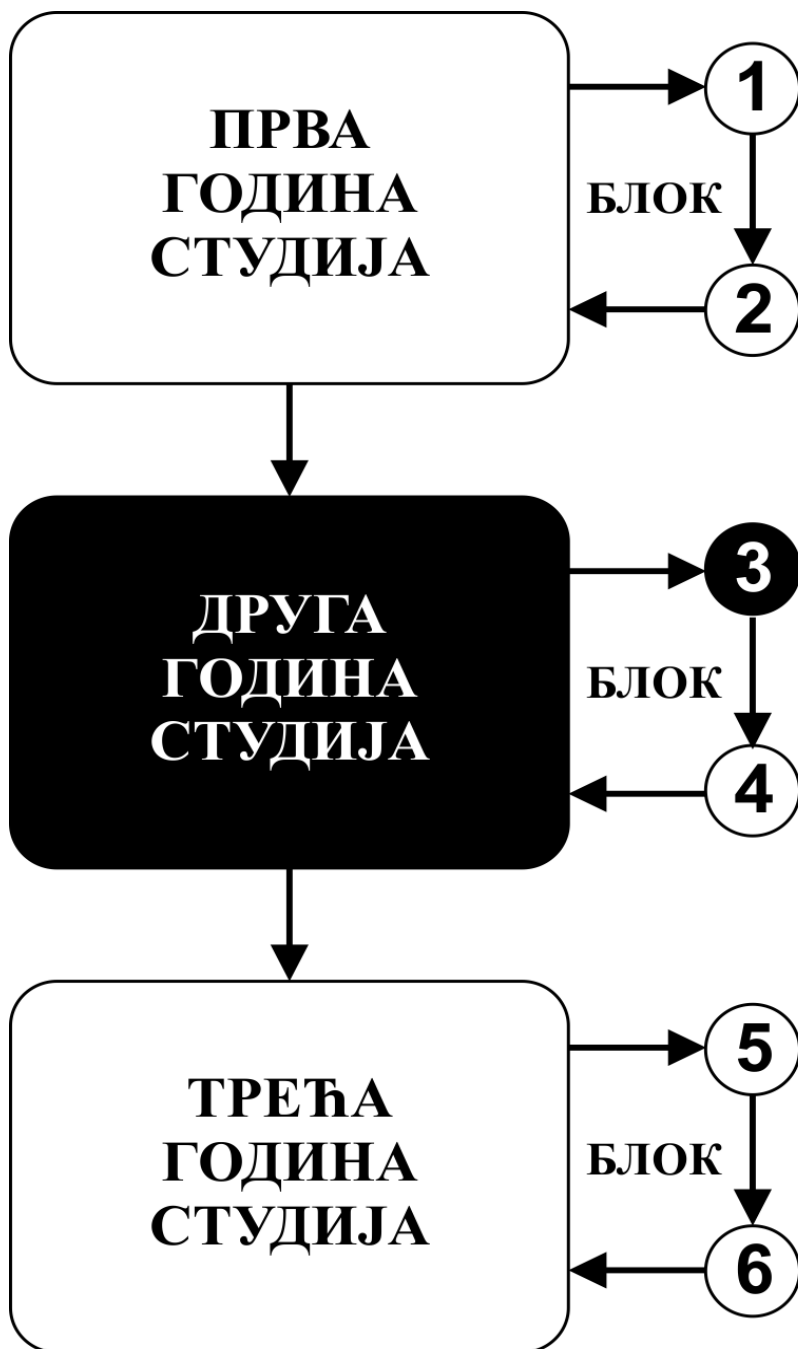 ПРВА
ГОДИНА
СТУДИЈА
1
БЛОК
2
ДРУГА
ГОДИНА
СТУДИЈА
3
БЛОК
4
ТРЕЋА
ГОДИНА
СТУДИЈА
5
БЛОК
6